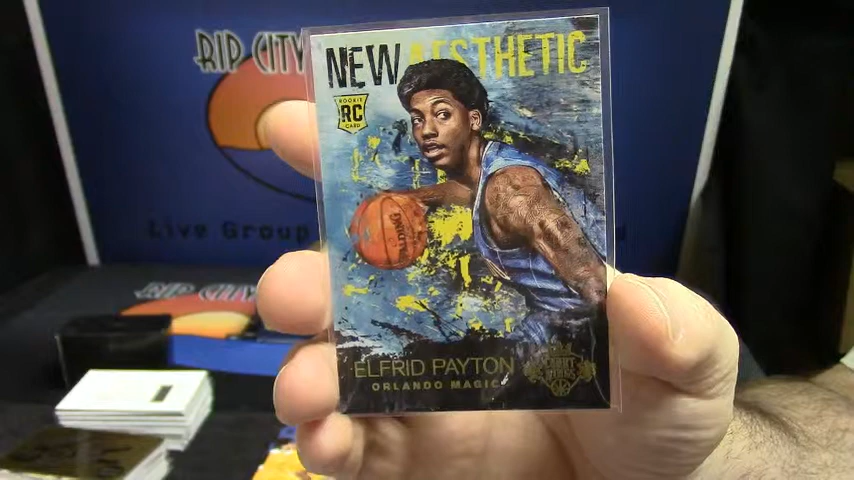 RIP CITY
NEW AESTHETIC
ROOKIE
RC
CARD
SPALDING
Live Group
ELFRID PAYTON
ORLANDO MAGIC
COURT
KINGS
RIP CITY